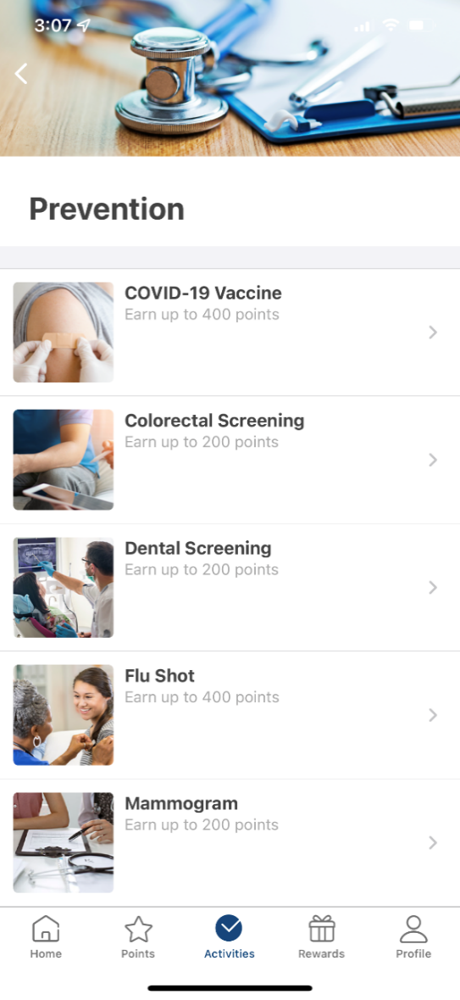 3:07
Prevention
COVID-19 Vaccine
Earn up to 400 points
Colorectal Screening
Earn up to 200 points
Dental Screening
Earn up to 200 points
Flu Shot
Earn up to 400 points
Mammogram
Earn up to 200 points
Home Points Activities Rewards Profile